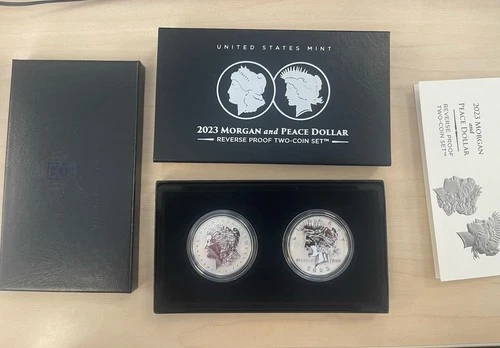 UNITED STATES MINT
2023 MORGAN and PEACE DOLLAR
REVERSE PROOF TWO-COIN SET™
2023 MORGAN
and
PEACE DOLLAR
REVERSE PROOF
TWO-COIN SET™
2023